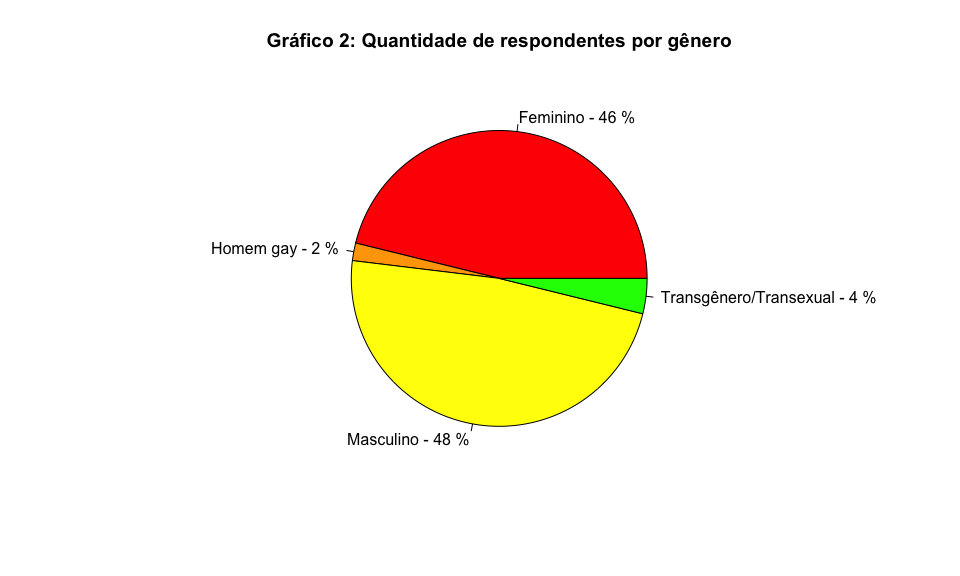 Gráfico 2: Quantidade de respondentes por gênero
Feminino - 46 %
Homem gay - 2 %
Transgênero/Transexual - 4 %
Masculino - 48 %